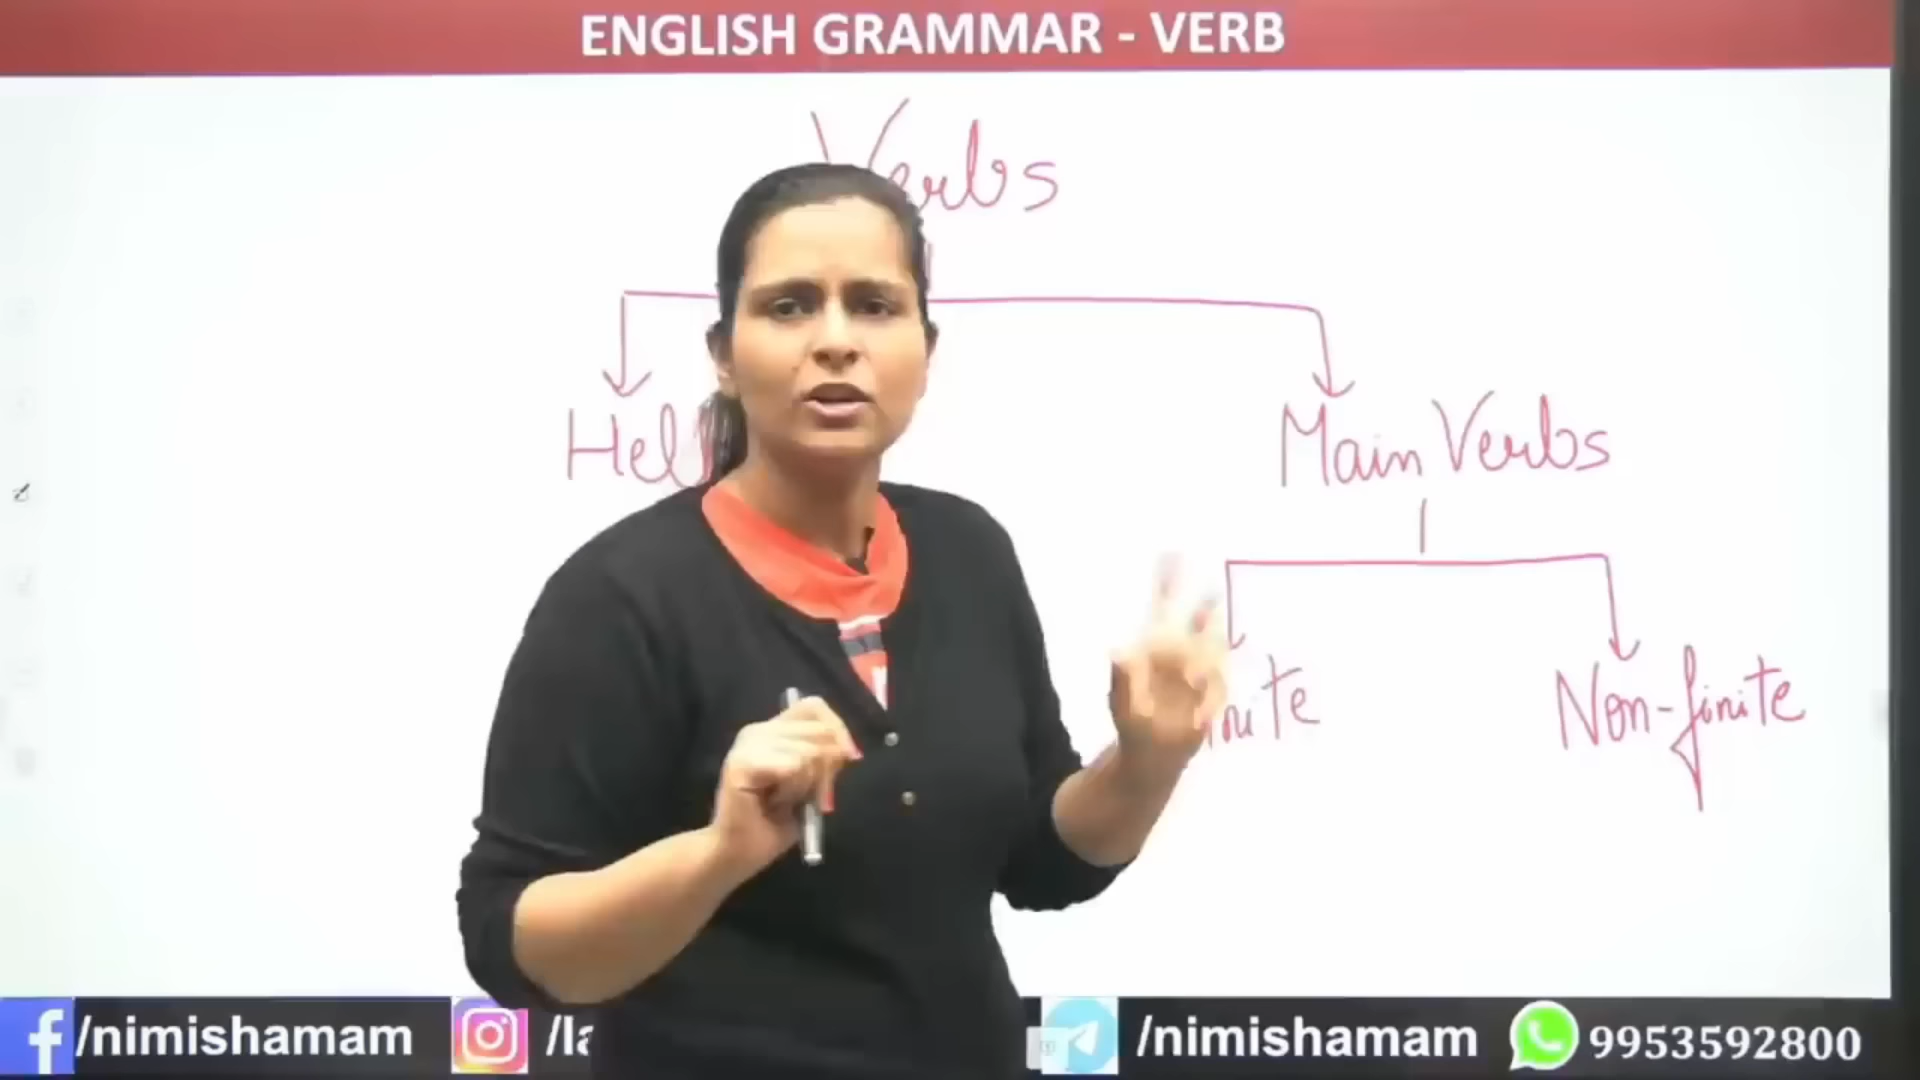 ENGLISH GRAMMAR - VERB
Verbs
Main Verbs
Non-finite
/nimishamam
/nimishamam
9953592800